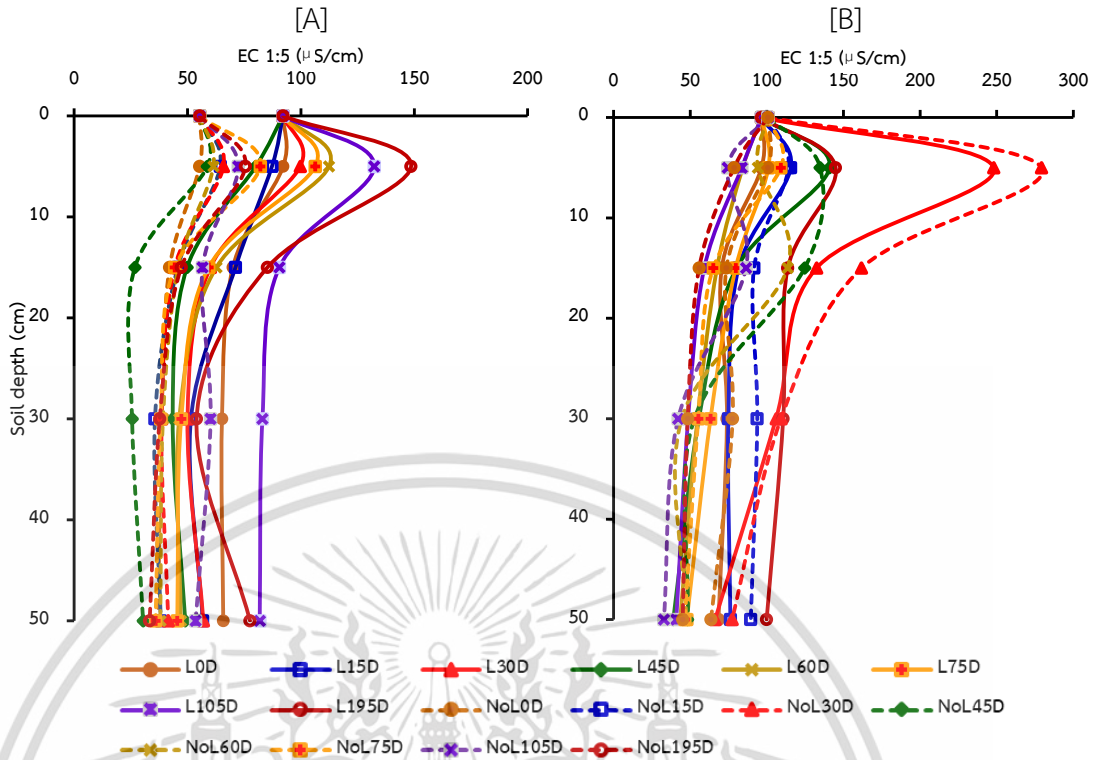 [A] [B]
EC 1:5 (μS/cm) EC 1:5 (μS/cm)
0 50 100 150 200 0 50 100 150 200 250 300
0 0
10 10
20 20
Soil depth (cm)
30 30
40 40
50 50
L0D L15D L30D L45D L60D L75D
L105D L195D NoL0D NoL15D NoL30D NoL45D
NoL60D NoL75D NoL105D NoL195D